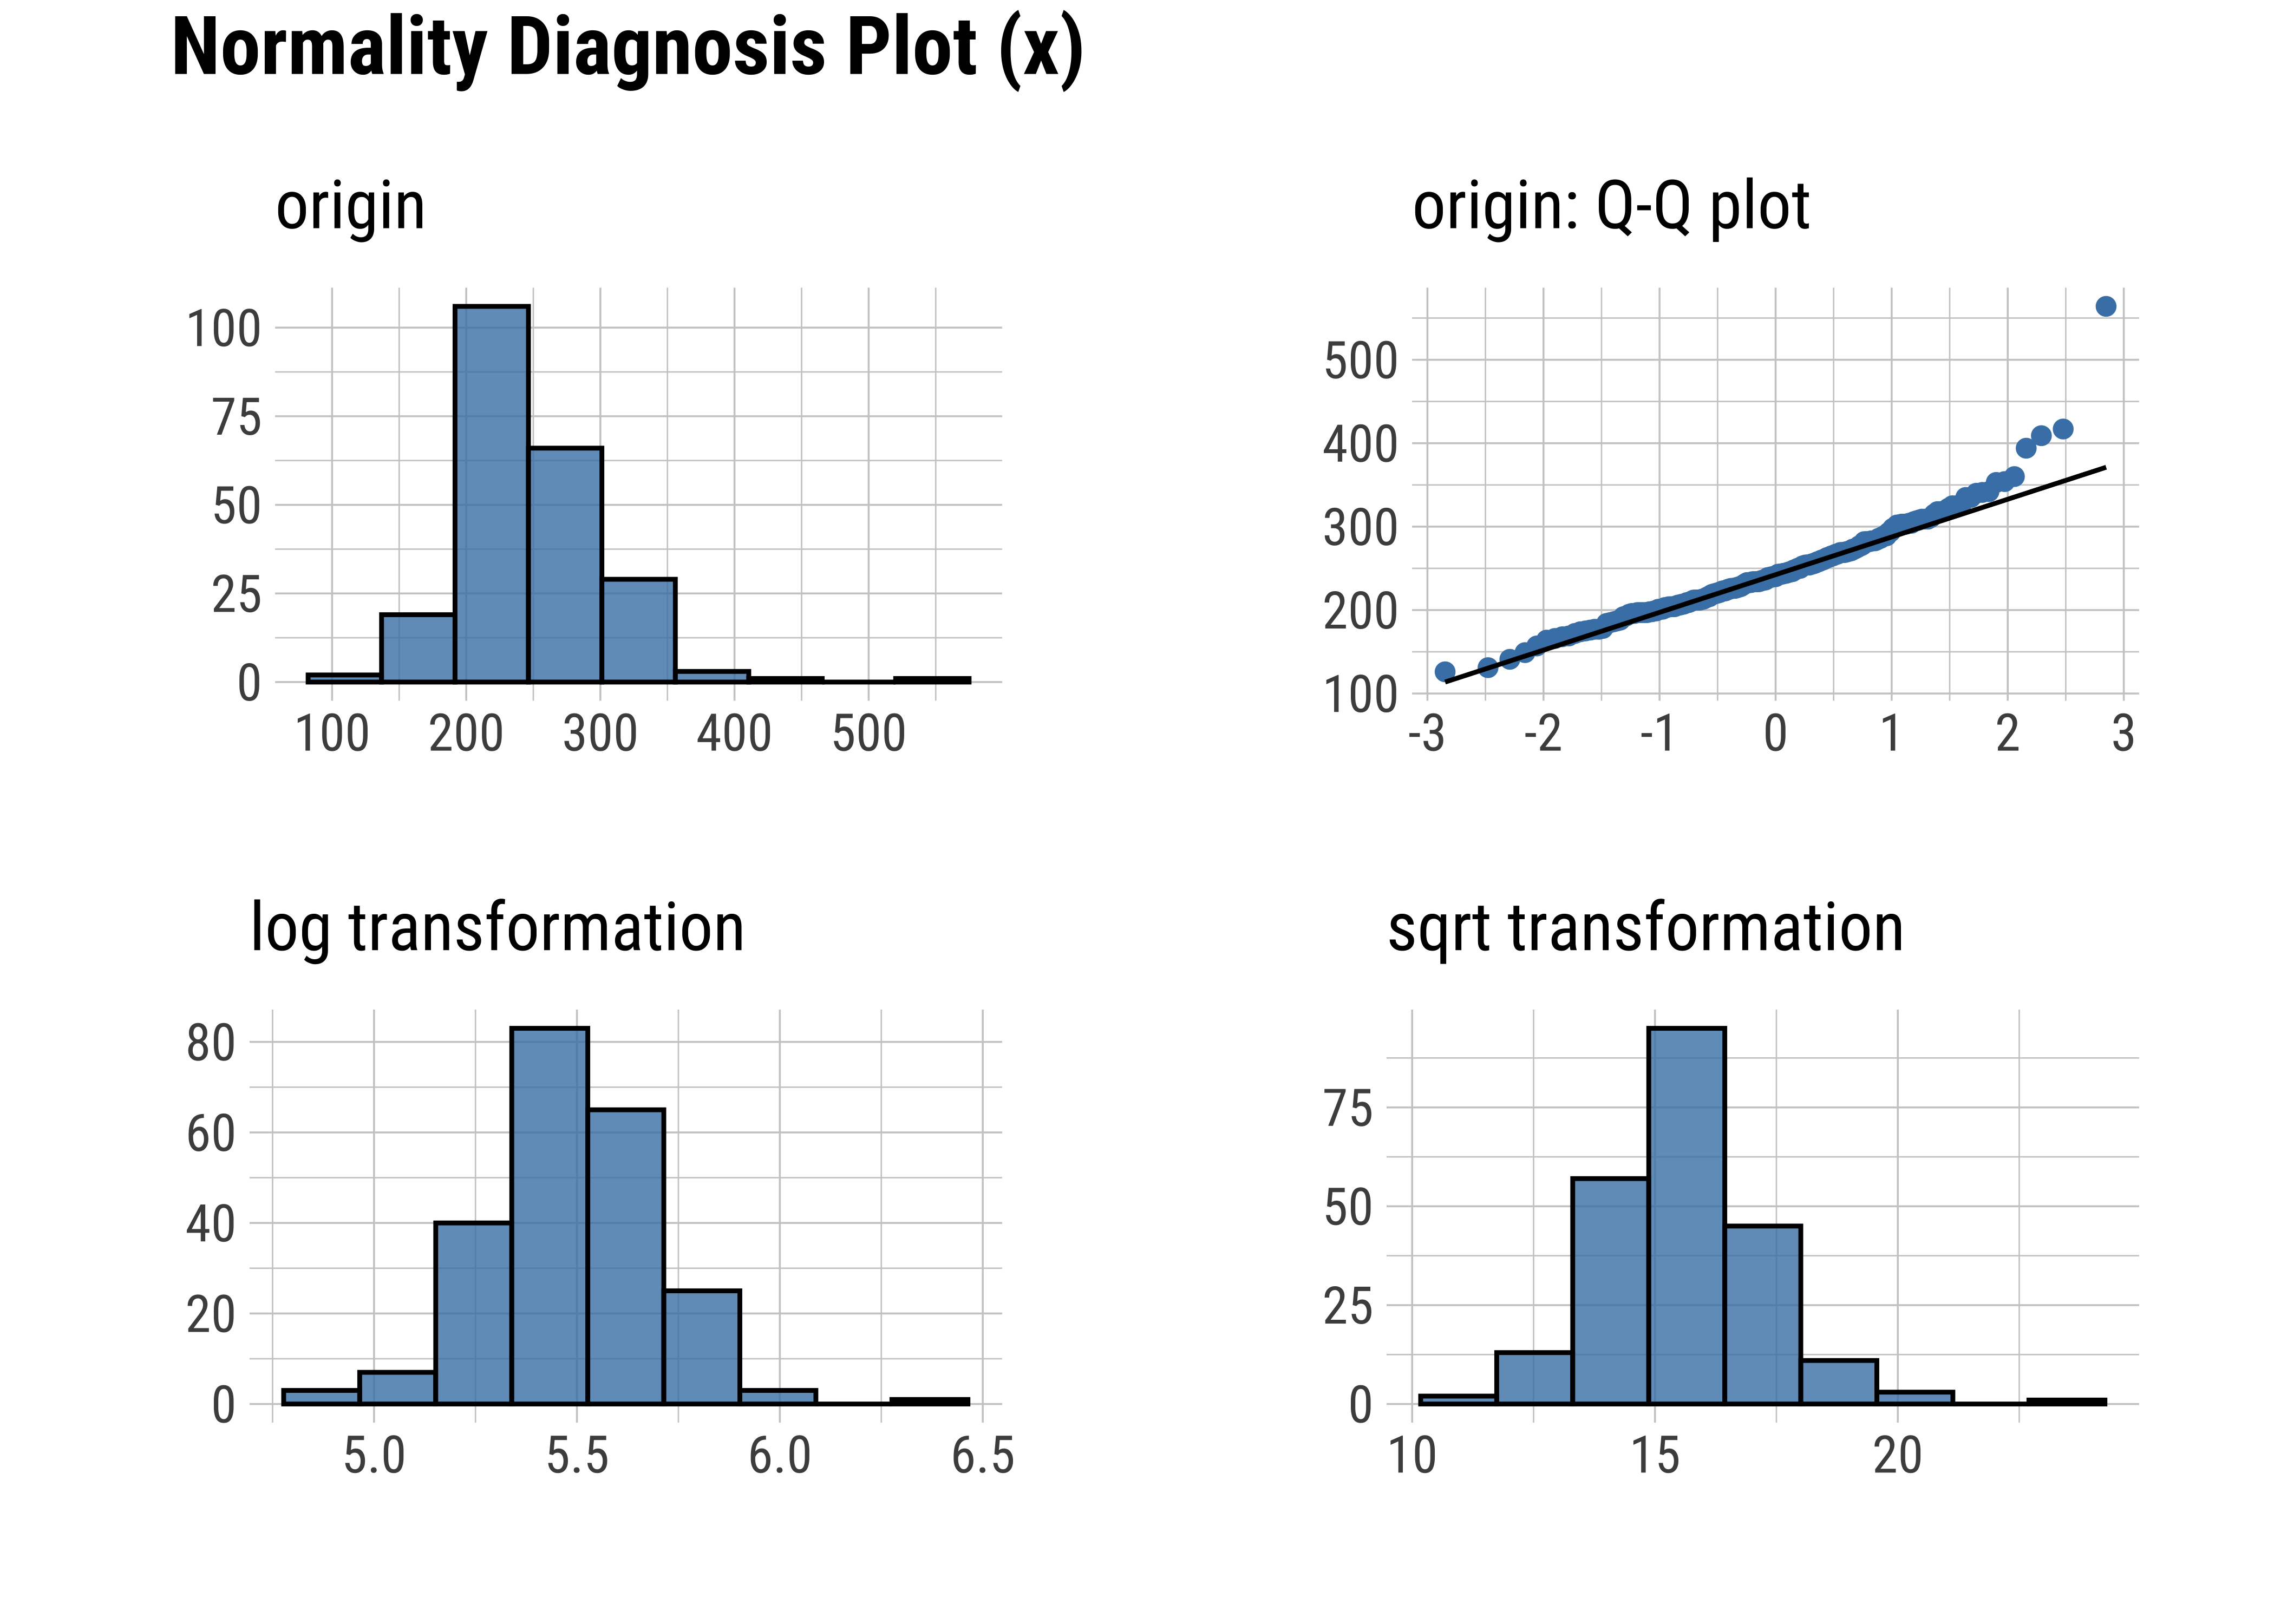 Normality Diagnosis Plot (x)
origin
100
75
50
25
0
100 200 300 400 500
origin: Q-Q plot
500
400
300
200
100
-3 -2 -1 0 1 2 3
log transformation
80
60
40
20
0
5.0 5.5 6.0 6.5
sqrt transformation
75
50
25
0
10 15 20